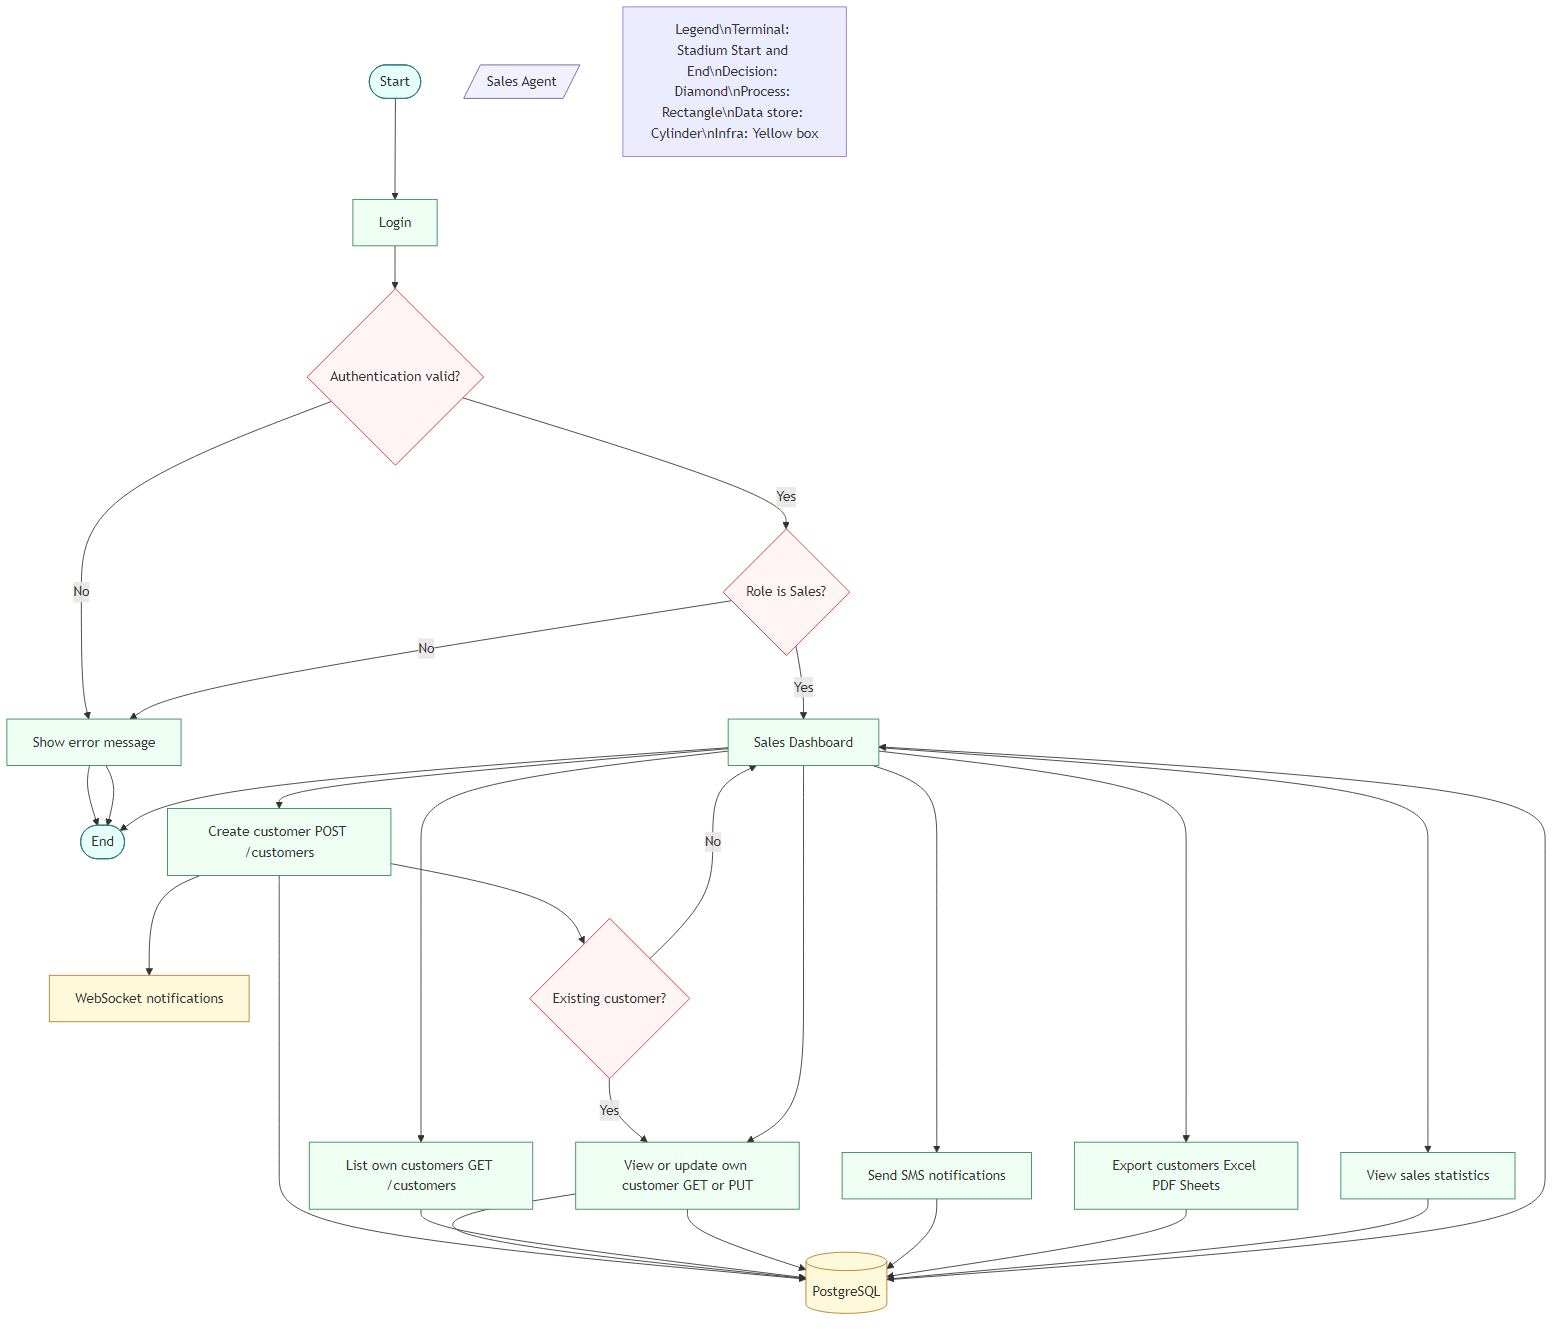 Legend\nTerminal:
Stadium Start and
End\nDecision:
Diamond\nProcess:
Rectangle\nData store:
Cylinder\nInfra: Yellow box
Start
Sales Agent
Login
Authentication valid?
Yes
No
Role is Sales?
No
Yes
Show error message
Sales Dashboard
End
Create customer POST
/customers
No
WebSocket notifications
Existing customer?
Yes
List own customers GET
/customers
View or update own
customer GET or PUT
Send SMS notifications
Export customers Excel
PDF Sheets
View sales statistics
PostgreSQL